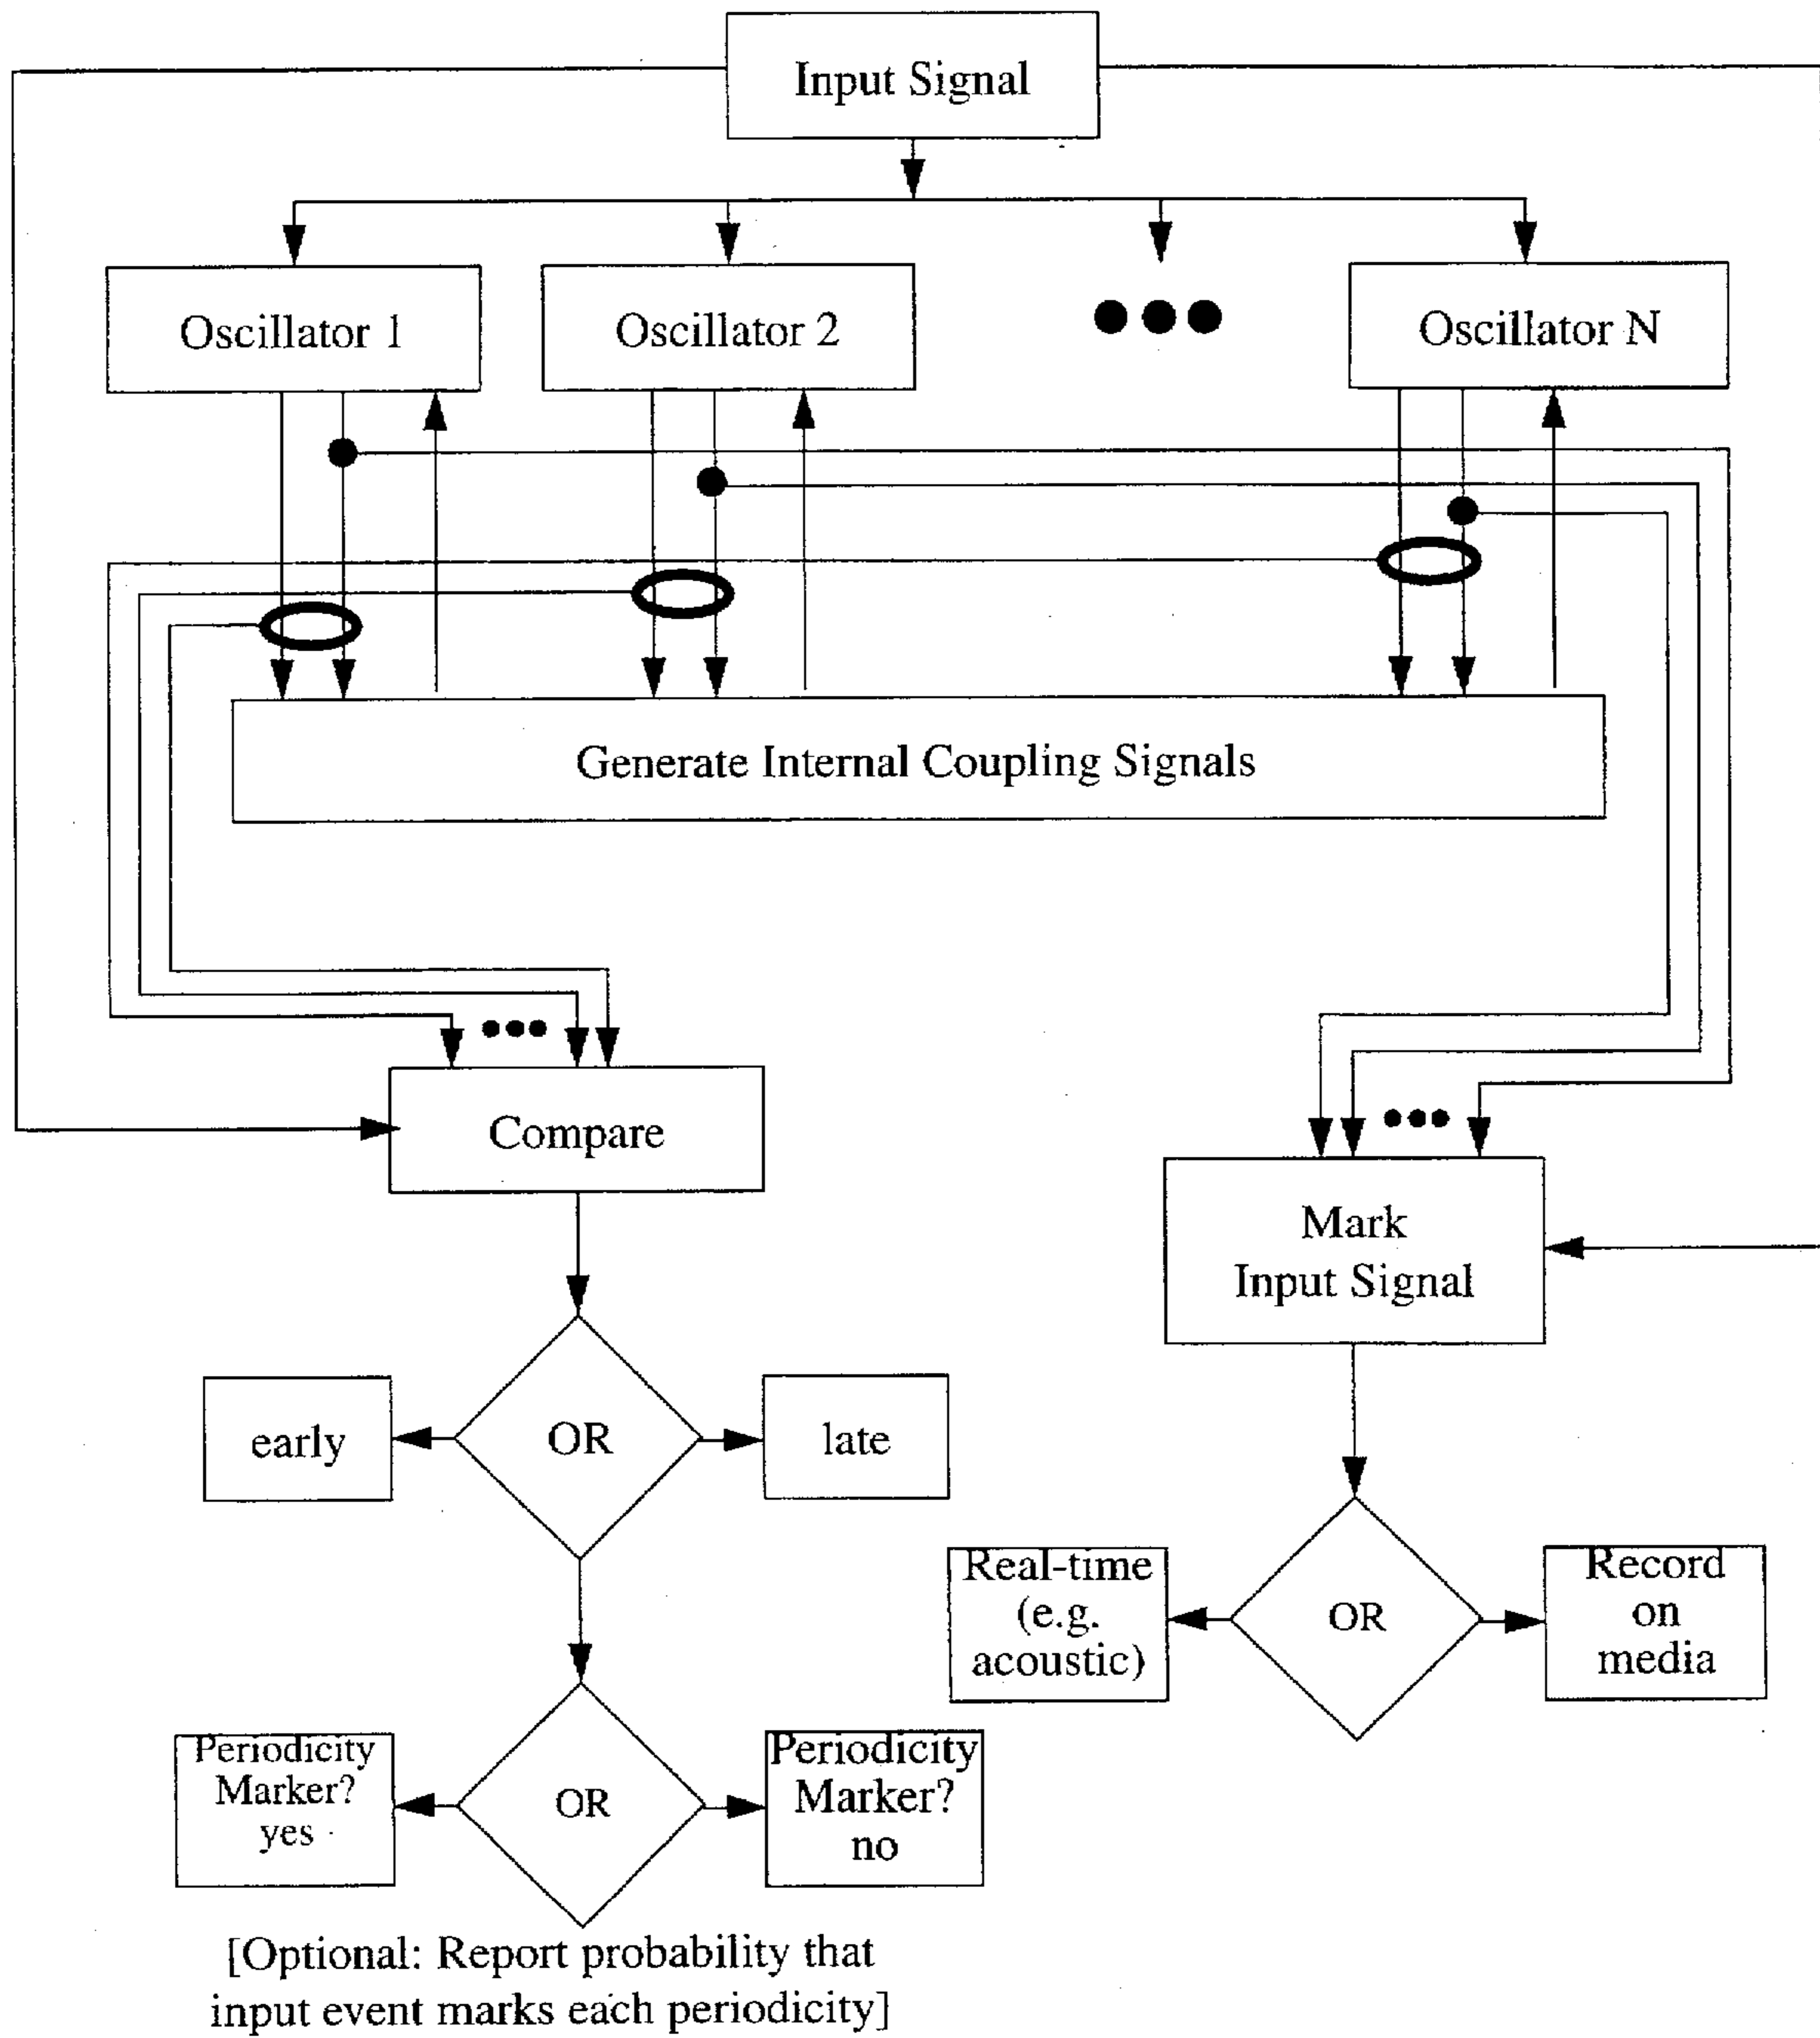 Input Signal
Oscillator 1
Oscillator 2
Oscillator N
Generate Internal Coupling Signals
Compare
Mark
Input Signal
early
OR
late
Real-time
(e.g.
acoustic)
OR
Record
on
media
Periodicity
Marker?
yes
OR
Periodicity
Marker?
no
[Optional: Report probability that
input event marks each periodicity]